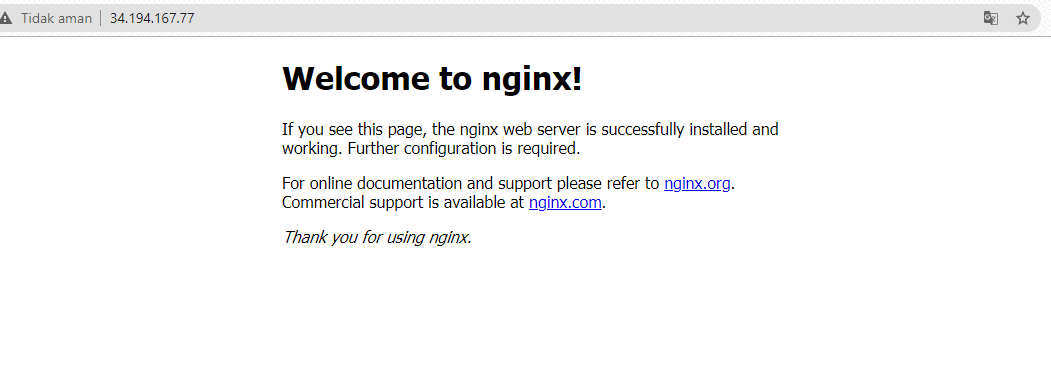 Tidak aman 34.194.167.77
Welcome to nginx!
If you see this page, the nginx web server is successfully installed and
working. Further configuration is required.
For online documentation and support please refer to nginx.org.
Commercial support is available at nginx.com.
Thank you for using nginx.